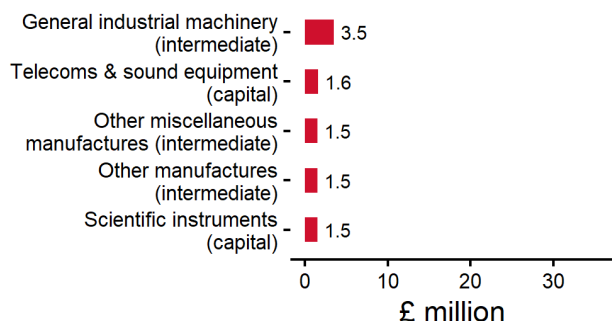 General industrial machinery
(intermediate)
3.5
Telecoms & sound equipment
(capital)
1.6
Other miscellaneous
manufactures (intermediate)
1.5
Other manufactures
(intermediate)
1.5
Scientific instruments
(capital)
1.5
0 10 20 30
£ million